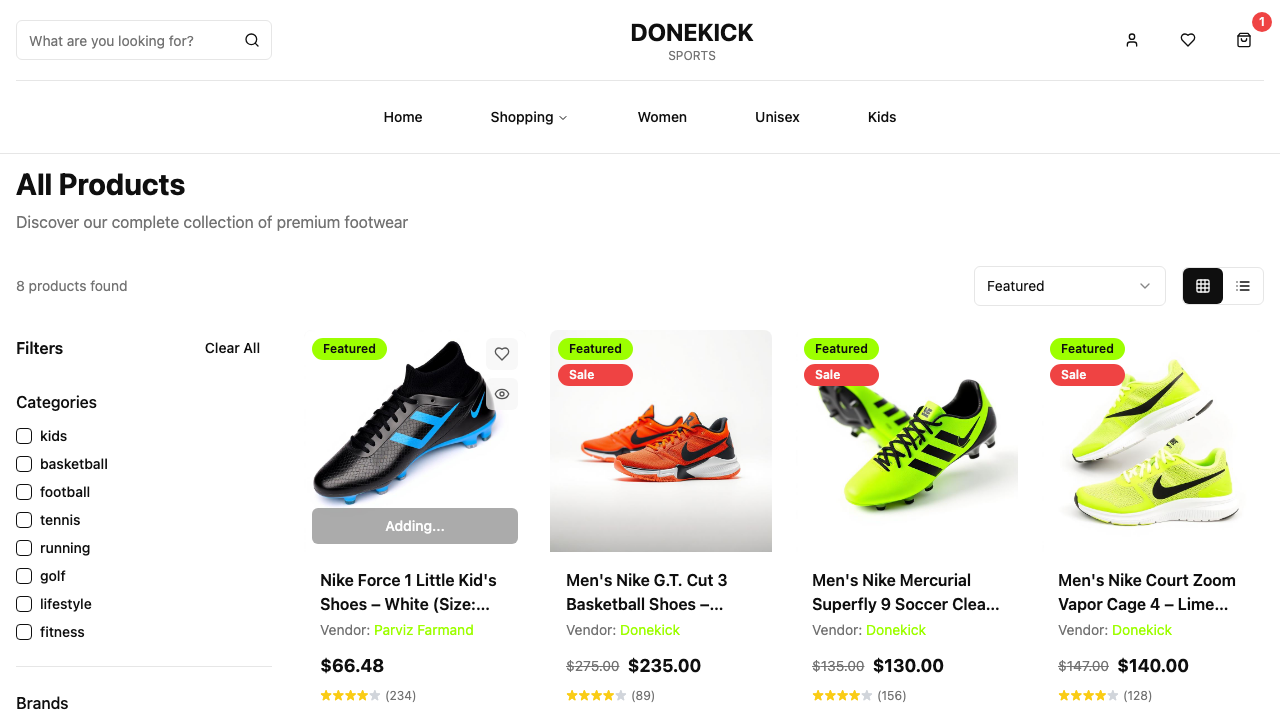 What are you looking for?
DONEKICK
SPORTS
1
Home
Shopping
Women
Unisex
Kids
All Products
Discover our complete collection of premium footwear
8 products found
Featured
Filters
Clear All
Categories
kids
basketball
football
tennis
running
golf
lifestyle
fitness
Brands
Featured
Adding...
Nike Force 1 Little Kid's
Shoes – White (Size:...
Vendor: Parviz Farmand
$66.48
(234)
Featured
Sale
Men's Nike G.T. Cut 3
Basketball Shoes –...
Vendor: Donekick
$275.00 $235.00
(89)
Featured
Sale
Men's Nike Mercurial
Superfly 9 Soccer Clea...
Vendor: Donekick
$135.00 $130.00
(156)
Featured
Sale
Men's Nike Court Zoom
Vapor Cage 4 – Lime...
Vendor: Donekick
$147.00 $140.00
(128)